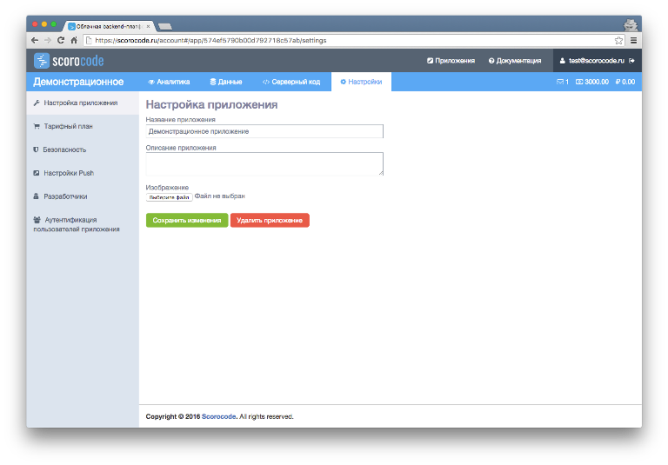 Облачная backend-плат
https://scorocode.ru/account#/app/574ef5790b00d792718c57ab/settings
scorocode
Приложения
Документация
test@scorocode.ru
Демонстрационное
Аналитика
Данные
</> Серверный код
Настройки
1
3000.00
₽ 0.00
Настройка приложения
Тарифный план
Безопасность
Настройки Push
Разработчики
Аутентификация
пользователей приложения
Настройка приложения
Название приложения
Демонстрационное приложение
Описание приложения
Изображение
Выберите файл Файл не выбран
Сохранить изменения
Удалить приложение
Copyright © 2016 Scorocode. All rights reserved.